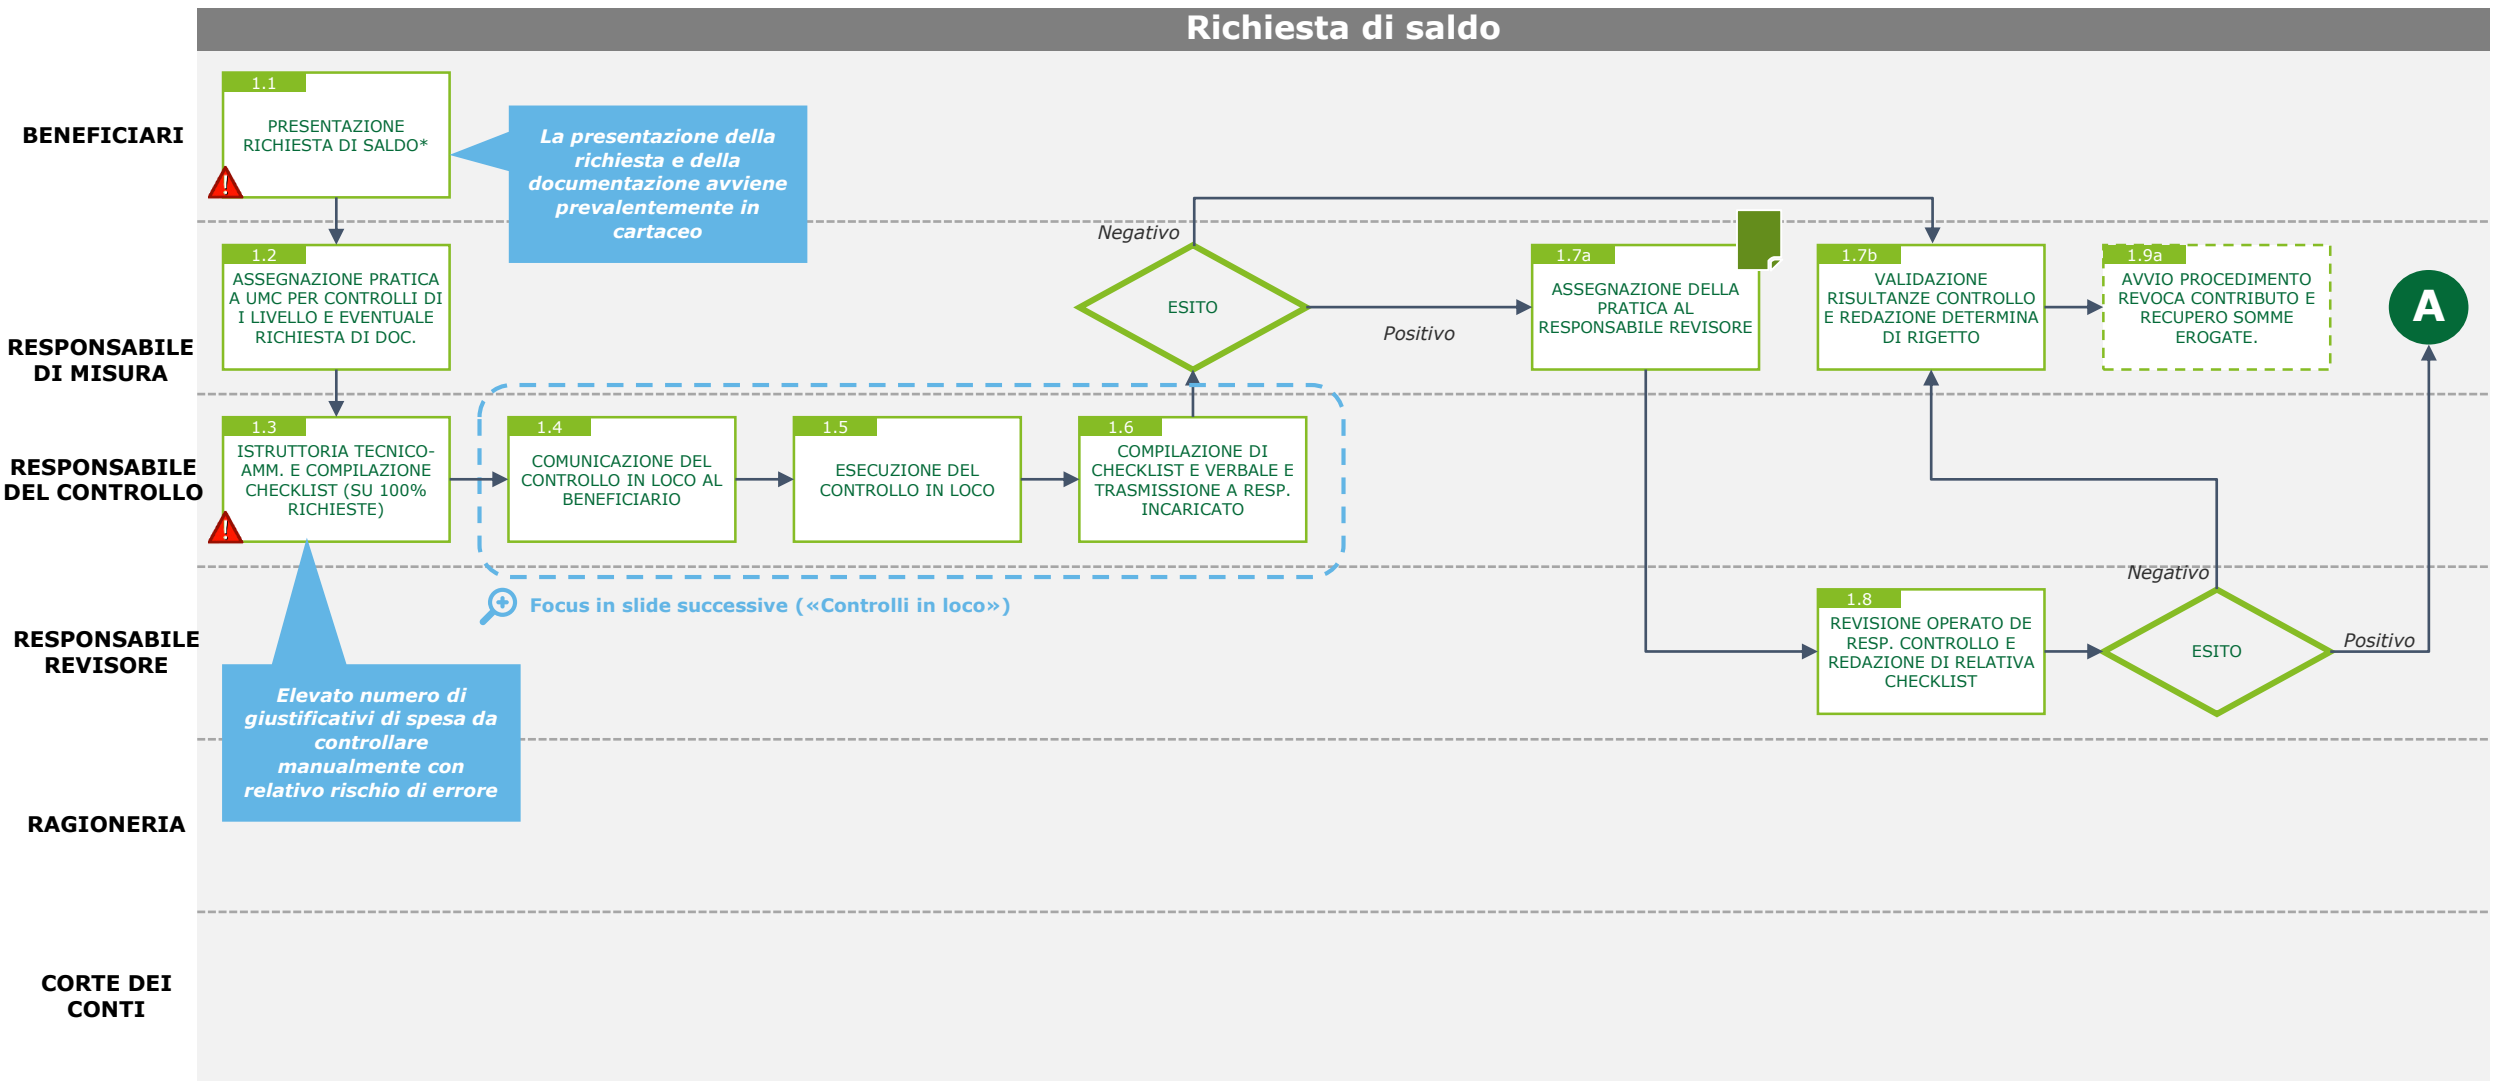 Richiesta di saldo
BENEFICIARI
1.1
PRESENTAZIONE
RICHIESTA DI SALDO*
La presentazione della
richiesta e della
documentazione avviene
prevalentemente in
cartaceo
RESPONSABILE
DI MISURA
1.2
ASSEGNAZIONE PRATICA
A UMC PER CONTROLLI DI
I LIVELLO E EVENTUALE
RICHIESTA DI DOC.
Negativo
ESITO
Positivo
1.7a
ASSEGNAZIONE DELLA
PRATICA AL
RESPONSABILE REVISORE
1.7b
VALIDAZIONE
RISULTANZE CONTROLLO
E REDAZIONE DETERMINA
DI RIGETTO
1.9a
AVVIO PROCEDIMENTO
REVOCA CONTRIBUTO E
RECUPERO SOMME
EROGATE.
A
RESPONSABILE
DEL CONTROLLO
1.3
ISTRUTTORIA TECNICO-
AMM. E COMPILAZIONE
CHECKLIST (SU 100%
RICHIESTE)
1.4
COMUNICAZIONE DEL
CONTROLLO IN LOCO AL
BENEFICIARIO
1.5
ESECUZIONE DEL
CONTROLLO IN LOCO
1.6
COMPILAZIONE DI
CHECKLIST E VERBALE E
TRASMISSIONE A RESP.
INCARICATO
Focus in slide successive («Controlli in loco»)
RESPONSABILE
REVISORE
Elevato numero di
giustificativi di spesa da
controllare
manualmente con
relativo rischio di errore
1.8
REVISIONE OPERATO DE
RESP. CONTROLLO E
REDAZIONE DI RELATIVA
CHECKLIST
Negativo
ESITO
Positivo
RAGIONERIA
CORTE DEI
CONTI